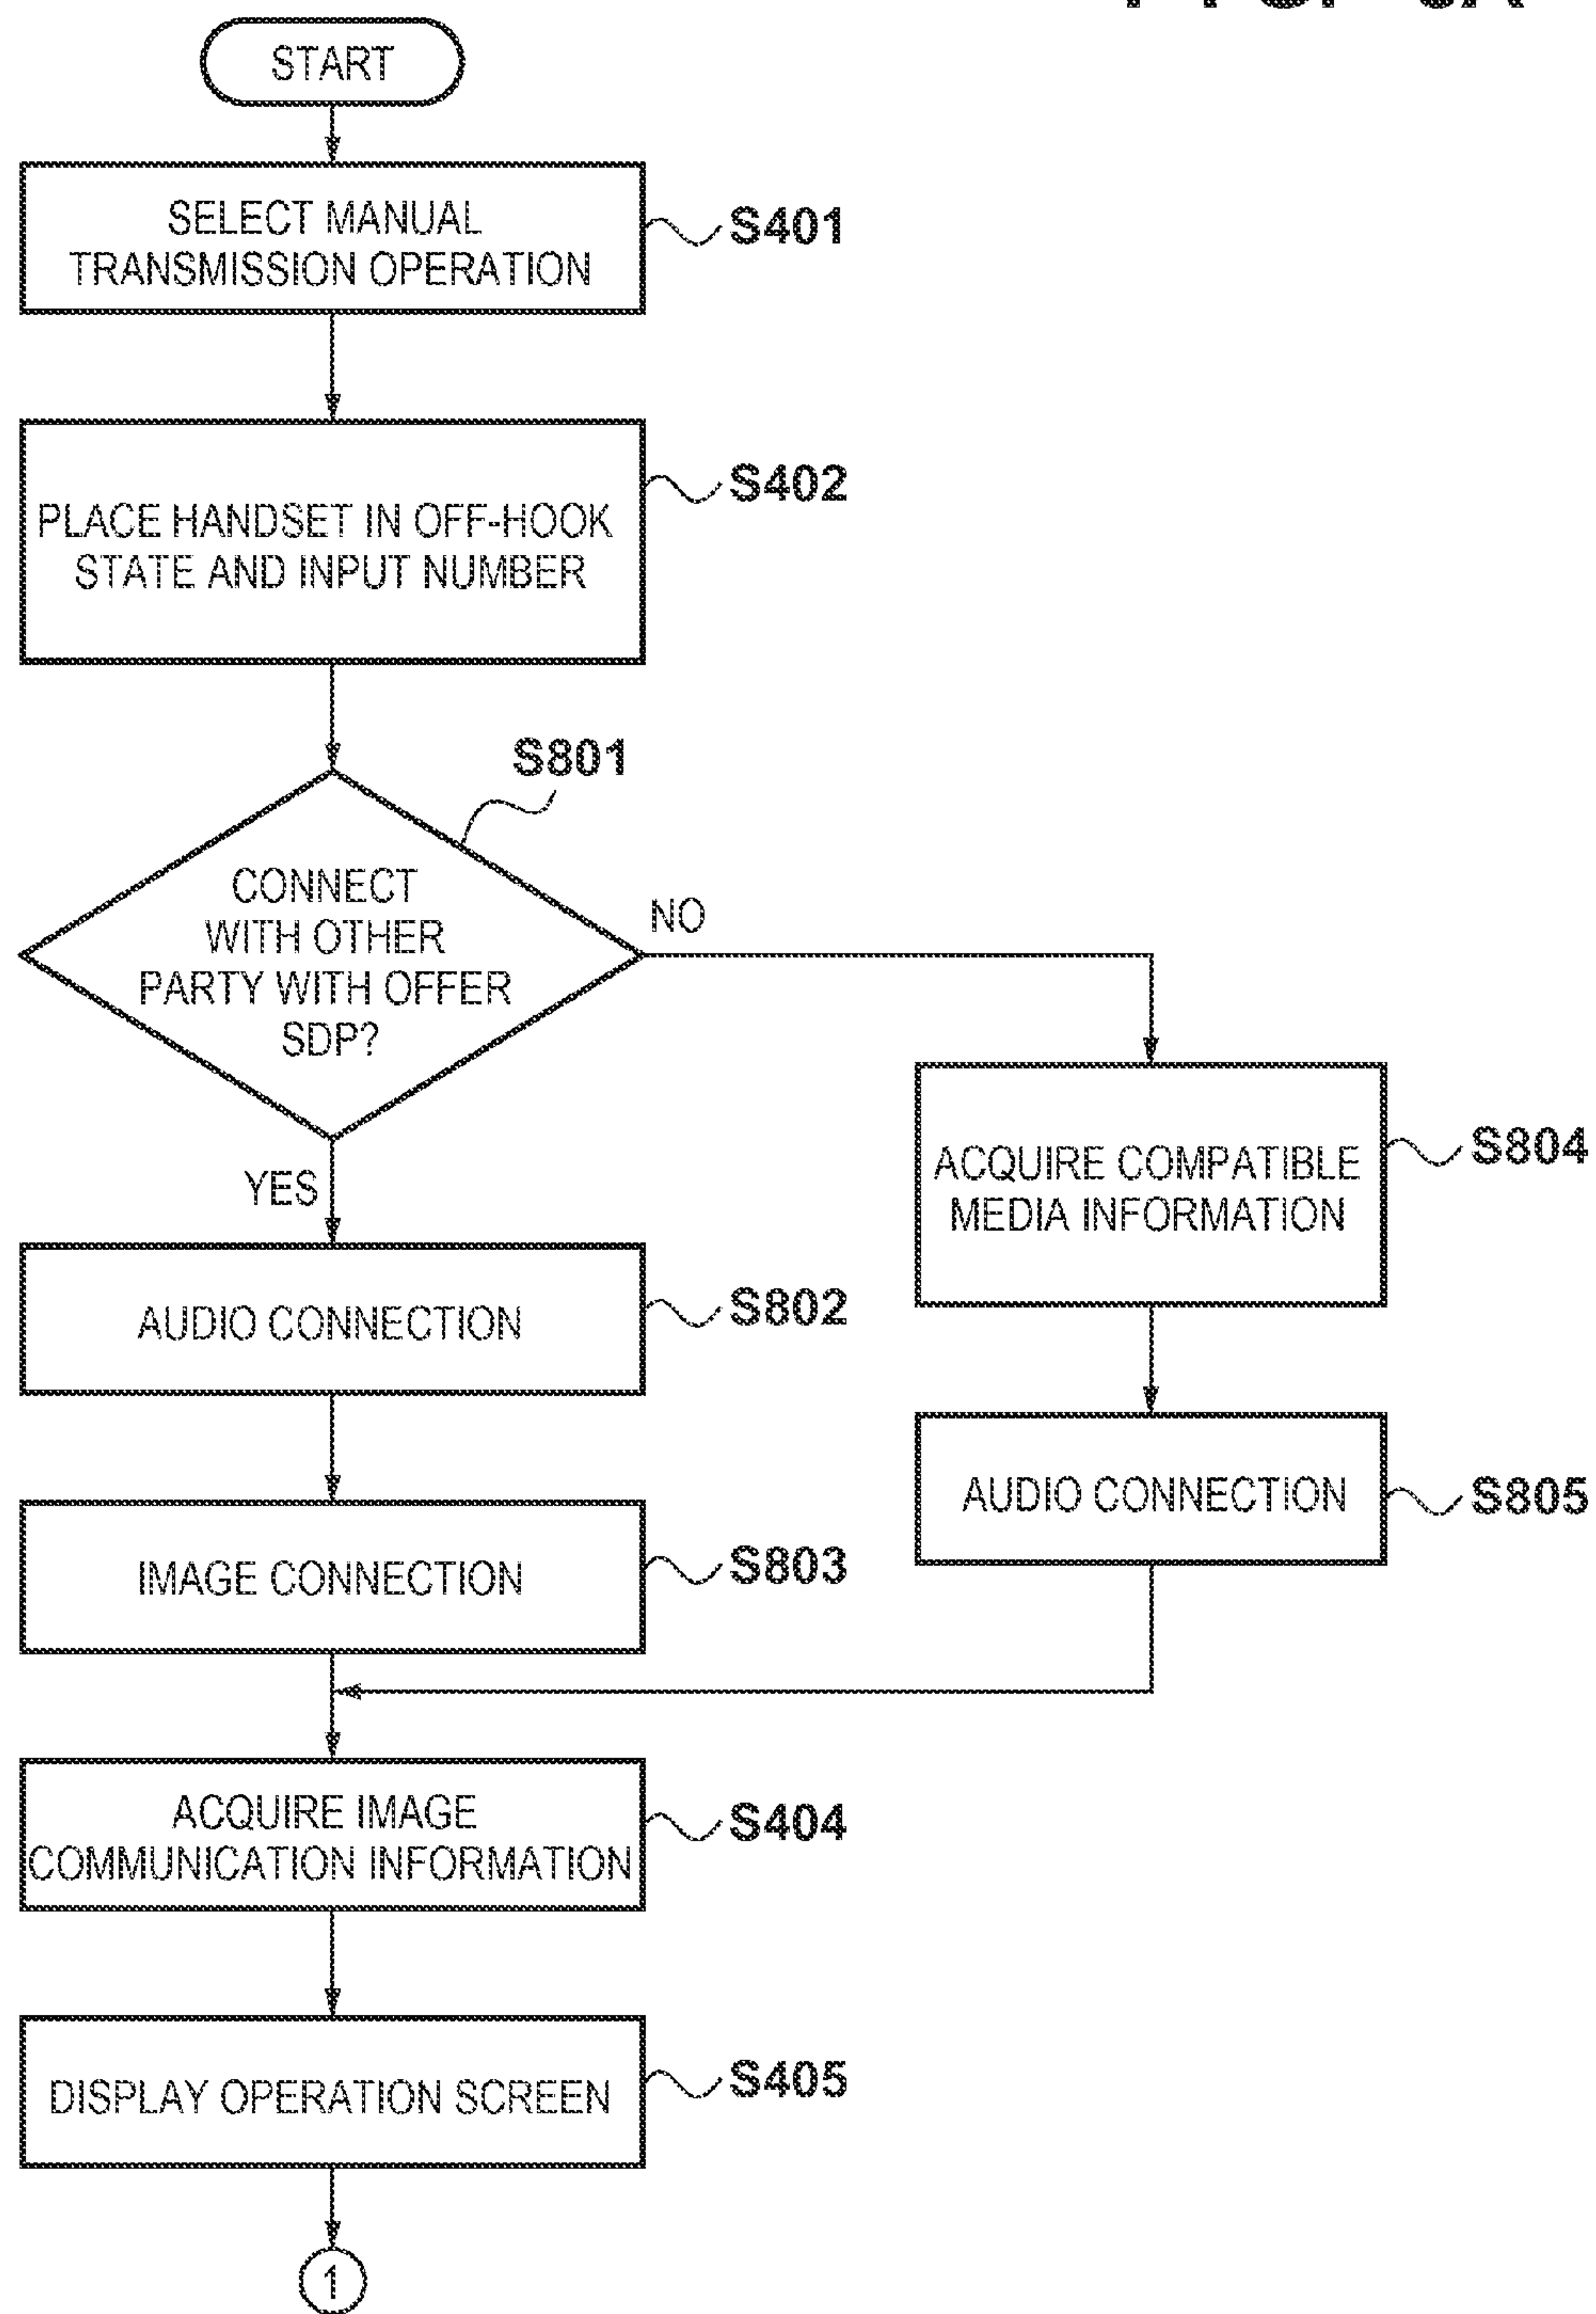 START
SELECT MANUAL
TRANSMISSION OPERATION
S401
PLACE HANDSET IN OFF-HOOK
STATE AND INPUT NUMBER
S402
S801
CONNECT
WITH OTHER
PARTY WITH OFFER
SDP?
NO
YES
ACQUIRE COMPATIBLE
MEDIA INFORMATION
S804
AUDIO CONNECTION
S802
AUDIO CONNECTION
S805
IMAGE CONNECTION
S803
ACQUIRE IMAGE
COMMUNICATION INFORMATION
S404
DISPLAY OPERATION SCREEN
S405
1